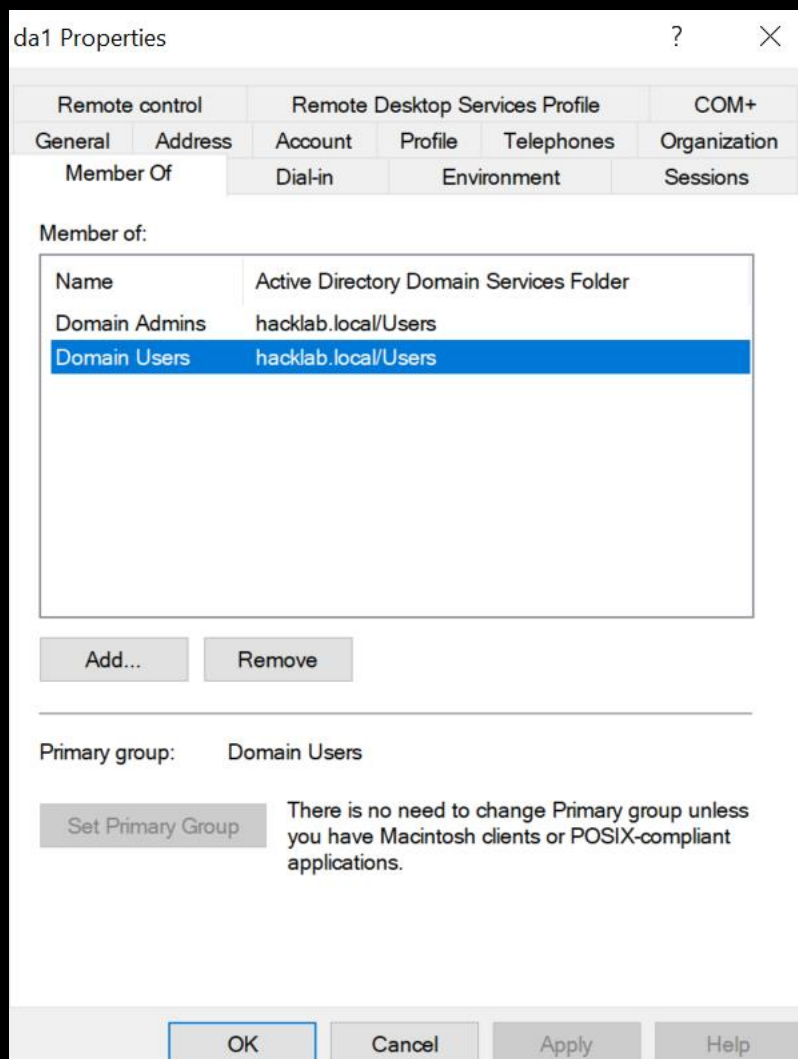 da1 Properties ?
Remote control Remote Desktop Services Profile COM+
General Address Account Profile Telephones Organization
Member Of Dial-in Environment Sessions
Member of:
Name Active Directory Domain Services Folder
Domain Admins hacklab.local/Users
Domain Users hacklab.local/Users
Add... Remove
Primary group: Domain Users
Set Primary Group
There is no need to change Primary group unless
you have Macintosh clients or POSIX-compliant
applications.
OK Cancel Apply Help